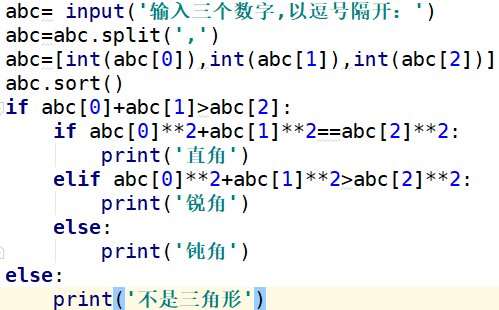 abc= input('输入三个数字,以逗号隔开：')
abc=abc.split(',')
abc=[int(abc[0]),int(abc[1]),int(abc[2])]
abc.sort()
if abc[0]+abc[1]>abc[2]:
    if abc[0]**2+abc[1]**2==abc[2]**2:
        print('直角')
    elif abc[0]**2+abc[1]**2>abc[2]**2:
        print('锐角')
    else:
        print('钝角')
else:
    print('不是三角形')